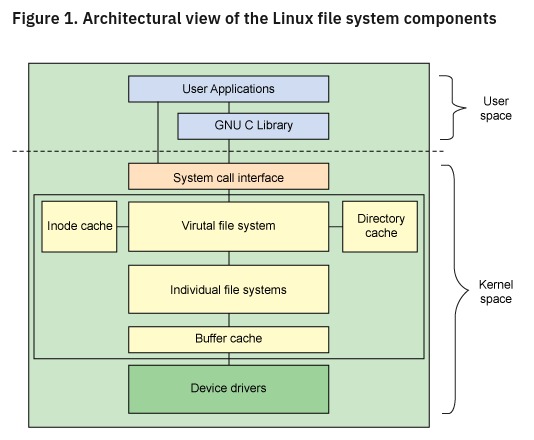 Figure 1. Architectural view of the Linux file system components
User Applications
GNU C Library
User
space
System call interface
Inode cache
Virutal file system
Directory
cache
Individual file systems
Kernel
space
Buffer cache
Device drivers